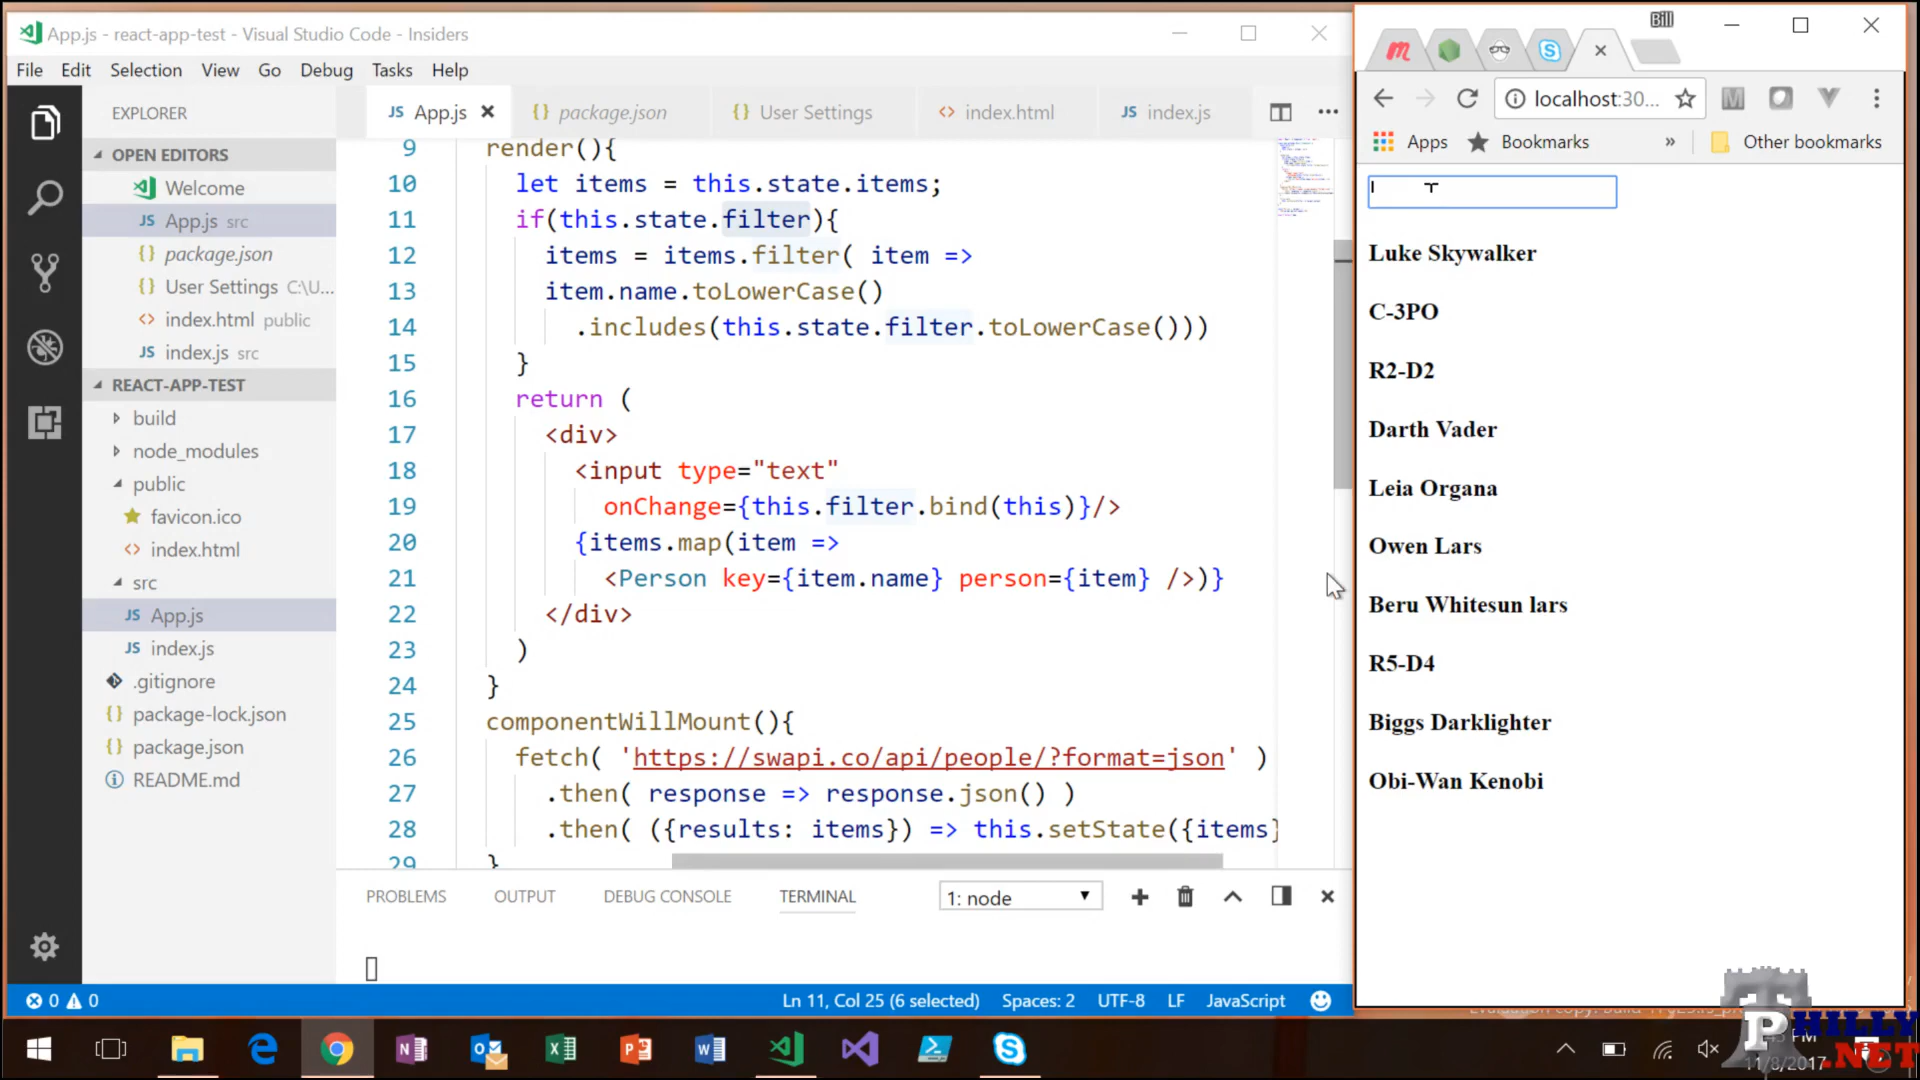 App.js - react-app-test - Visual Studio Code - Insiders
File Edit Selection View Go Debug Tasks Help
EXPLORER
OPEN EDITORS
Welcome
JS App.js src
{} package.json
{} User Settings C:\U...
<> index.html public
JS index.js src
REACT-APP-TEST
build
node_modules
public
favicon.ico
<> index.html
src
JS App.js
JS index.js
.gitignore
{} package-lock.json
{} package.json
README.md
JS App.js {} package.json {} User Settings <> index.html JS index.js
9 render(){
10 let items = this.state.items;
11 if(this.state.filter){
12 items = items.filter( item =>
13 item.name.toLowerCase()
14 .includes(this.state.filter.toLowerCase()))
15 }
16 return (
17 <div>
18 <input type="text"
19 onChange={this.filter.bind(this)}/>
20 {items.map(item =>
21 <Person key={item.name} person={item} />)}
22 </div>
23 )
24 }
25 componentWillMount(){
26 fetch( 'https://swapi.co/api/people/?format=json' )
27 .then( response => response.json() )
28 .then( ({results: items}) => this.setState({items}
29 }
PROBLEMS OUTPUT DEBUG CONSOLE TERMINAL 1: node
0 0 Ln 11, Col 25 (6 selected) Spaces: 2 UTF-8 LF JavaScript
Bill
localhost:30...
Apps Bookmarks » Other bookmarks
Luke Skywalker
C-3PO
R2-D2
Darth Vader
Leia Organa
Owen Lars
Beru Whitesun lars
R5-D4
Biggs Darklighter
Obi-Wan Kenobi
PHILLY
.NET
PM
11/8/2017